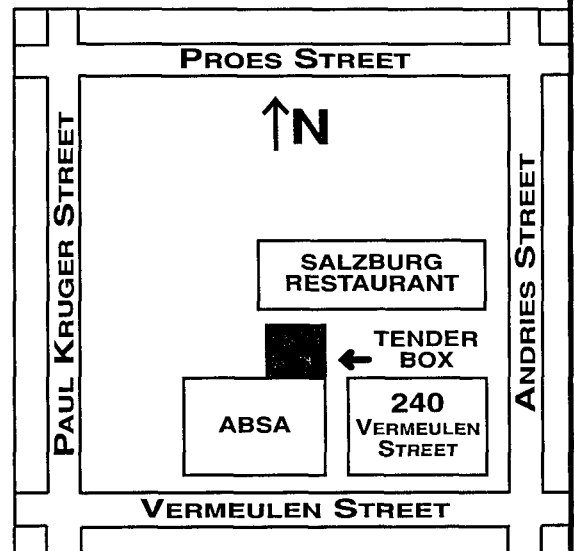 PROES STREET
↑N
PAUL KRUGER STREET
ANDRIES STREET
SALZBURG
RESTAURANT
← TENDER
BOX
ABSA
240
VERMEULEN
STREET
VERMEULEN STREET